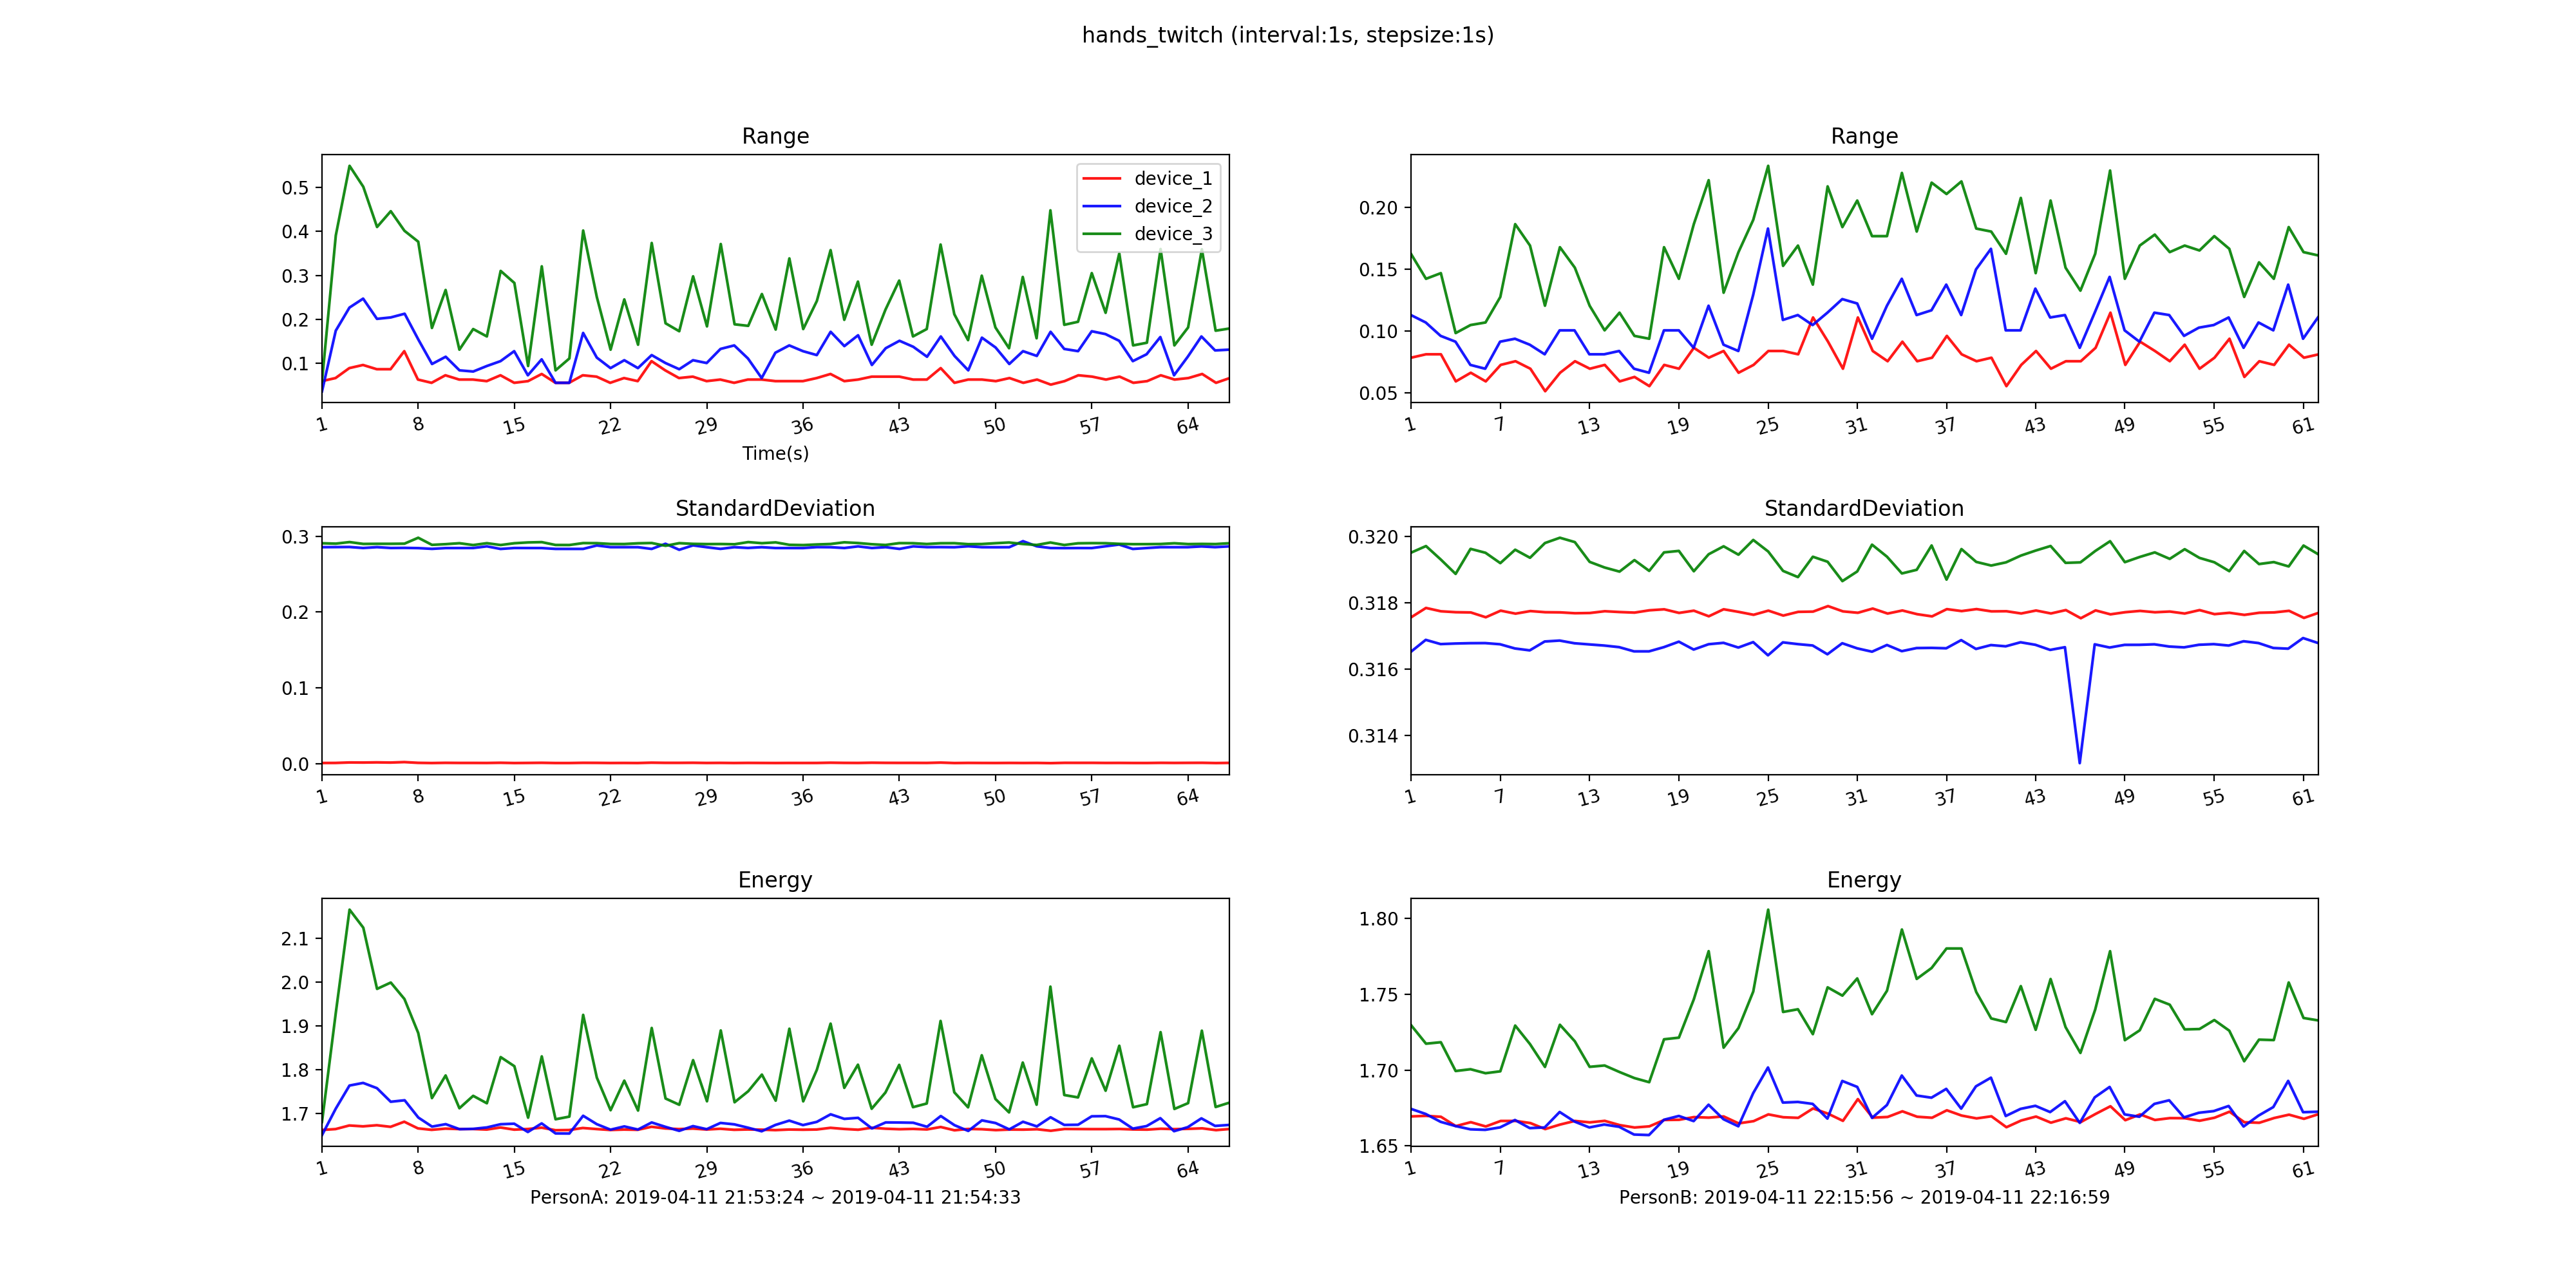 hands_twitch (interval:1s, stepsize:1s)
Range
0.5
0.4
0.3
0.2
0.1
device_1
device_2
device_3
1 8 15 22 29 36 43 50 57 64
Time(s)
Range
0.20
0.15
0.10
0.05
1 7 13 19 25 31 37 43 49 55 61
StandardDeviation
0.3
0.2
0.1
0.0
1 8 15 22 29 36 43 50 57 64
StandardDeviation
0.320
0.318
0.316
0.314
1 7 13 19 25 31 37 43 49 55 61
Energy
2.1
2.0
1.9
1.8
1.7
1 8 15 22 29 36 43 50 57 64
PersonA: 2019-04-11 21:53:24 ~ 2019-04-11 21:54:33
Energy
1.80
1.75
1.70
1.65
1 7 13 19 25 31 37 43 49 55 61
PersonB: 2019-04-11 22:15:56 ~ 2019-04-11 22:16:59